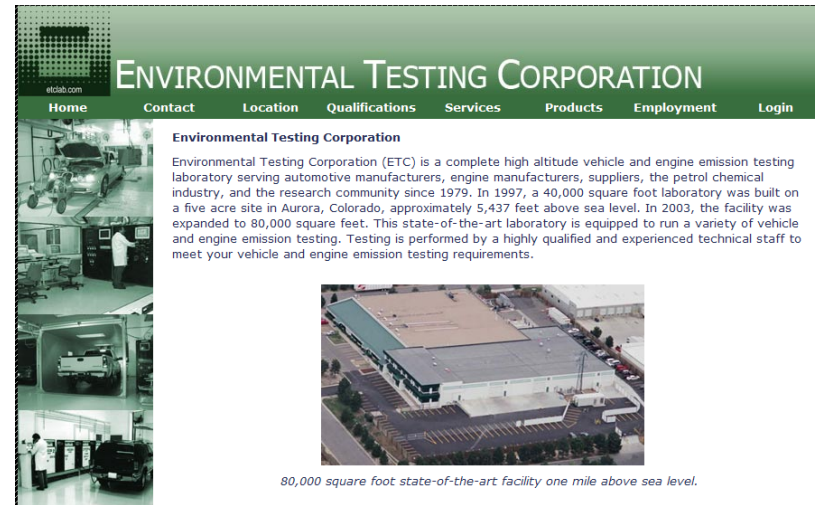 etclab.com
ENVIRONMENTAL TESTING CORPORATION
Home Contact Location Qualifications Services Products Employment Login
Environmental Testing Corporation
Environmental Testing Corporation (ETC) is a complete high altitude vehicle and engine emission testing
laboratory serving automotive manufacturers, engine manufacturers, suppliers, the petrol chemical
industry, and the research community since 1979. In 1997, a 40,000 square foot laboratory was built on
a five acre site in Aurora, Colorado, approximately 5,437 feet above sea level. In 2003, the facility was
expanded to 80,000 square feet. This state-of-the-art laboratory is equipped to run a variety of vehicle
and engine emission testing. Testing is performed by a highly qualified and experienced technical staff to
meet your vehicle and engine emission testing requirements.
80,000 square foot state-of-the-art facility one mile above sea level.